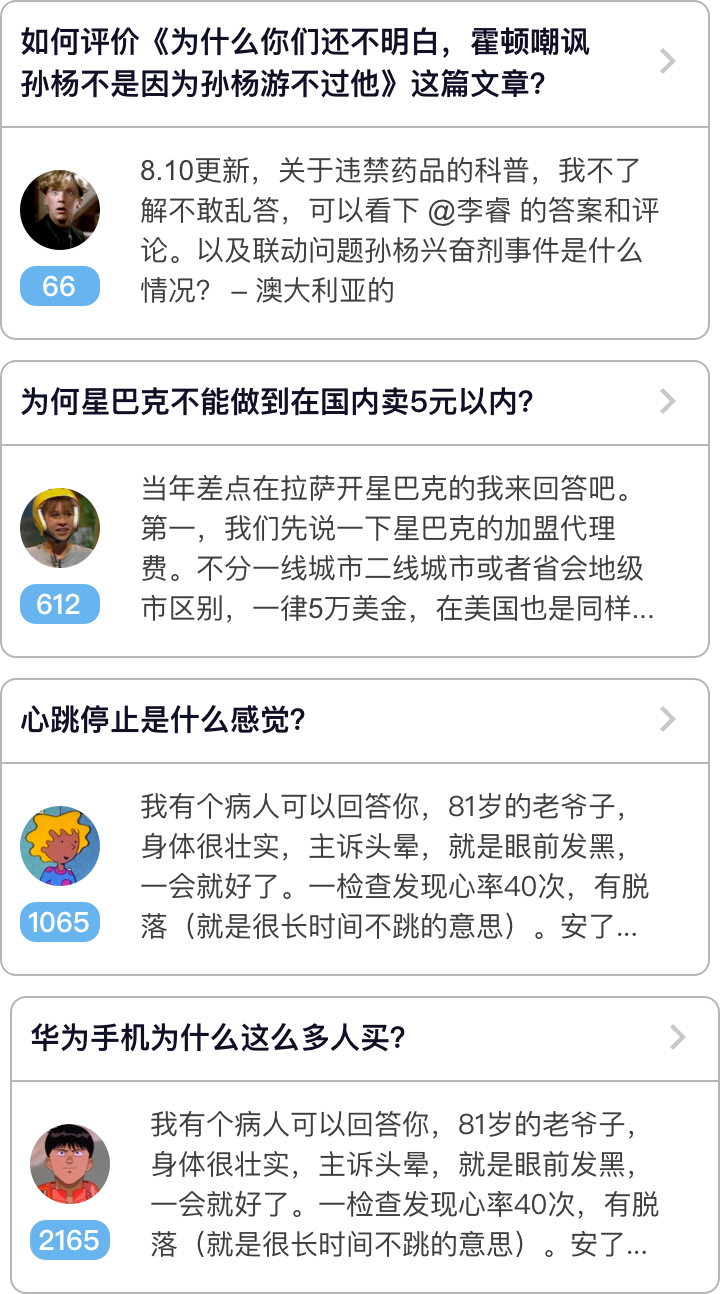 如何评价《为什么你们还不明白，霍顿嘲讽
孙杨不是因为孙杨游不过他》这篇文章？
8.10更新，关于违禁药品的科普，我不了
解不敢乱答，可以看下 @李睿 的答案和评
论。以及联动问题孙杨兴奋剂事件是什么
情况？ – 澳大利亚的
66
为何星巴克不能做到在国内卖5元以内？
当年差点在拉萨开星巴克的我来回答吧。
第一，我们先说一下星巴克的加盟代理
费。不分一线城市二线城市或者省会地级
市区别，一律5万美金，在美国也是同样...
612
心跳停止是什么感觉？
我有个病人可以回答你，81岁的老爷子，
身体很壮实，主诉头晕，就是眼前发黑，
一会就好了。一检查发现心率40次，有脱
落（就是很长时间不跳的意思）。安了...
1065
华为手机为什么这么多人买？
我有个病人可以回答你，81岁的老爷子，
身体很壮实，主诉头晕，就是眼前发黑，
一会就好了。一检查发现心率40次，有脱
落（就是很长时间不跳的意思）。安了...
2165